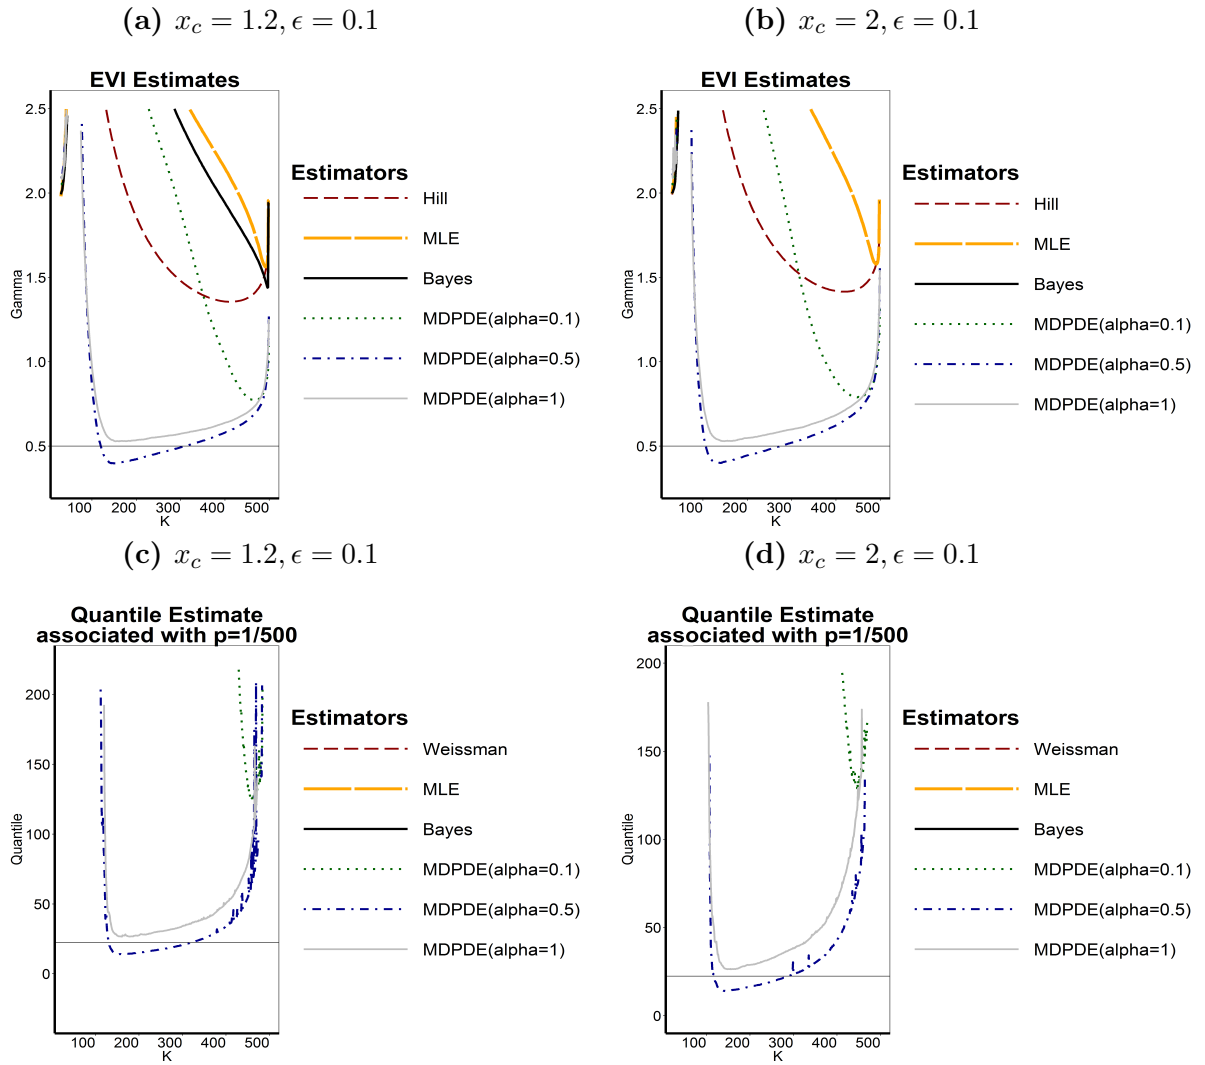 (a) x_c = 1.2, ϵ = 0.1
EVI Estimates
2.5
2.0
1.5
1.0
0.5
Gamma
100 200 300 400 500
K
Estimators
Hill
MLE
Bayes
MDPDE(alpha=0.1)
MDPDE(alpha=0.5)
MDPDE(alpha=1)
(b) x_c = 2, ϵ = 0.1
EVI Estimates
2.5
2.0
1.5
1.0
0.5
Gamma
100 200 300 400 500
K
Estimators
Hill
MLE
Bayes
MDPDE(alpha=0.1)
MDPDE(alpha=0.5)
MDPDE(alpha=1)
(c) x_c = 1.2, ϵ = 0.1
Quantile Estimate
associated with p=1/500
200
150
100
50
0
Quantile
100 200 300 400 500
K
Estimators
Weissman
MLE
Bayes
MDPDE(alpha=0.1)
MDPDE(alpha=0.5)
MDPDE(alpha=1)
(d) x_c = 2, ϵ = 0.1
Quantile Estimate
associated with p=1/500
200
150
100
50
0
Quantile
100 200 300 400 500
K
Estimators
Weissman
MLE
Bayes
MDPDE(alpha=0.1)
MDPDE(alpha=0.5)
MDPDE(alpha=1)